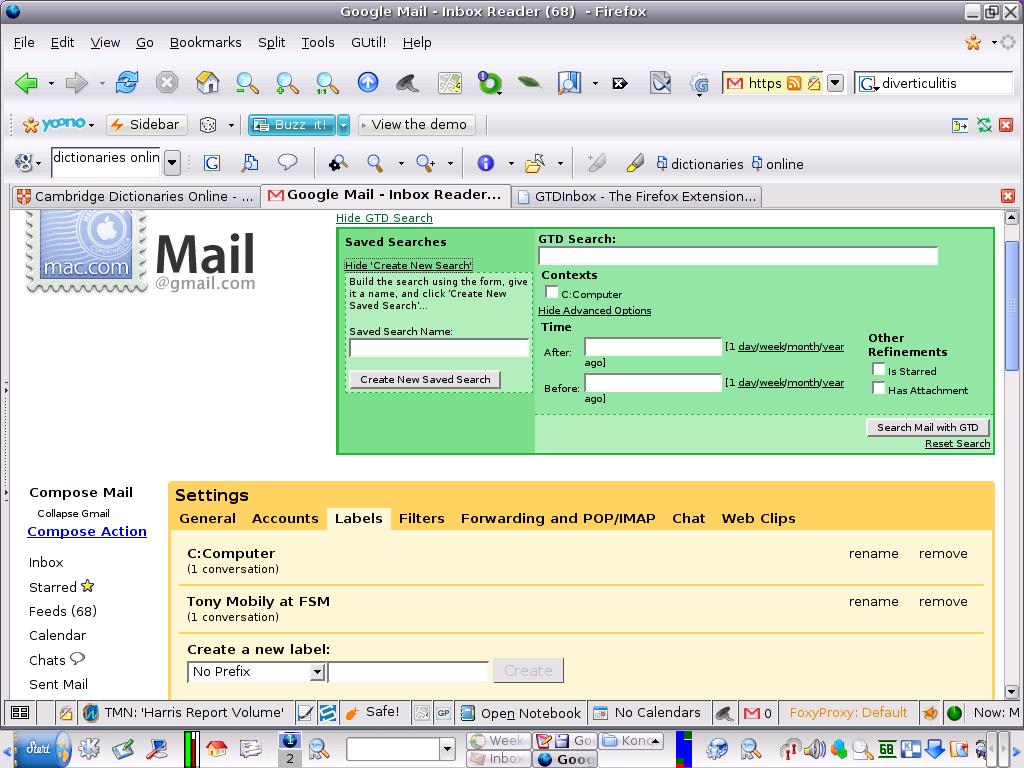 Google Mail - Inbox Reader (68) - Firefox
File Edit View Go Bookmarks Split Tools GUtil! Help
https diverticulitis
yoono Sidebar Buzz it! View the demo
dictionaries onlin dictionaries online
Cambridge Dictionaries Online - ... Google Mail - Inbox Reader... GTDInbox - The Firefox Extension...
mac.com Mail
@gmail.com
Hide GTD Search
Saved Searches
Hide 'Create New Search'
Build the search using the form, give
it a name, and click 'Create New
Saved Search'...
Saved Search Name:
Create New Saved Search
GTD Search:
Contexts
C:Computer
Hide Advanced Options
Time
After: [1 day/week/month/year
ago]
Before: [1 day/week/month/year
ago]
Other
Refinements
Is Starred
Has Attachment
Search Mail with GTD
Reset Search
Compose Mail
Collapse Gmail
Compose Action
Inbox
Starred
Feeds (68)
Calendar
Chats
Sent Mail
Settings
General Accounts Labels Filters Forwarding and POP/IMAP Chat Web Clips
C:Computer rename remove
(1 conversation)
Tony Mobily at FSM rename remove
(1 conversation)
Create a new label:
No Prefix Create
TMN: 'Harris Report Volume' Safe! GP Open Notebook No Calendars 0 FoxyProxy: Default Now: M
Start 2 Week Go Konc 68
Inbox Goog